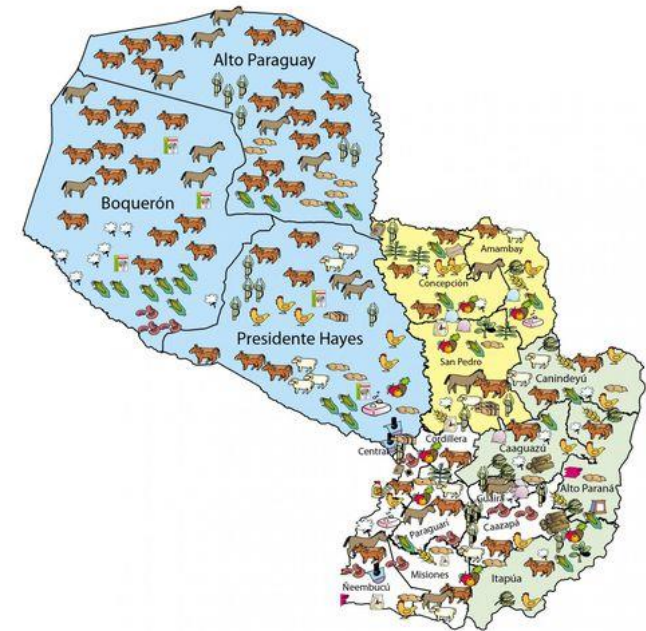 Alto Paraguay
Boquerón
Amambay
Concepción
Presidente Hayes
San Pedro
Canindeyú
Cordillera
Central
Caaguazú
Alto Paraná
Guairá
Paraguarí
Caazapá
Misiones
Itapúa
Ñeembucú